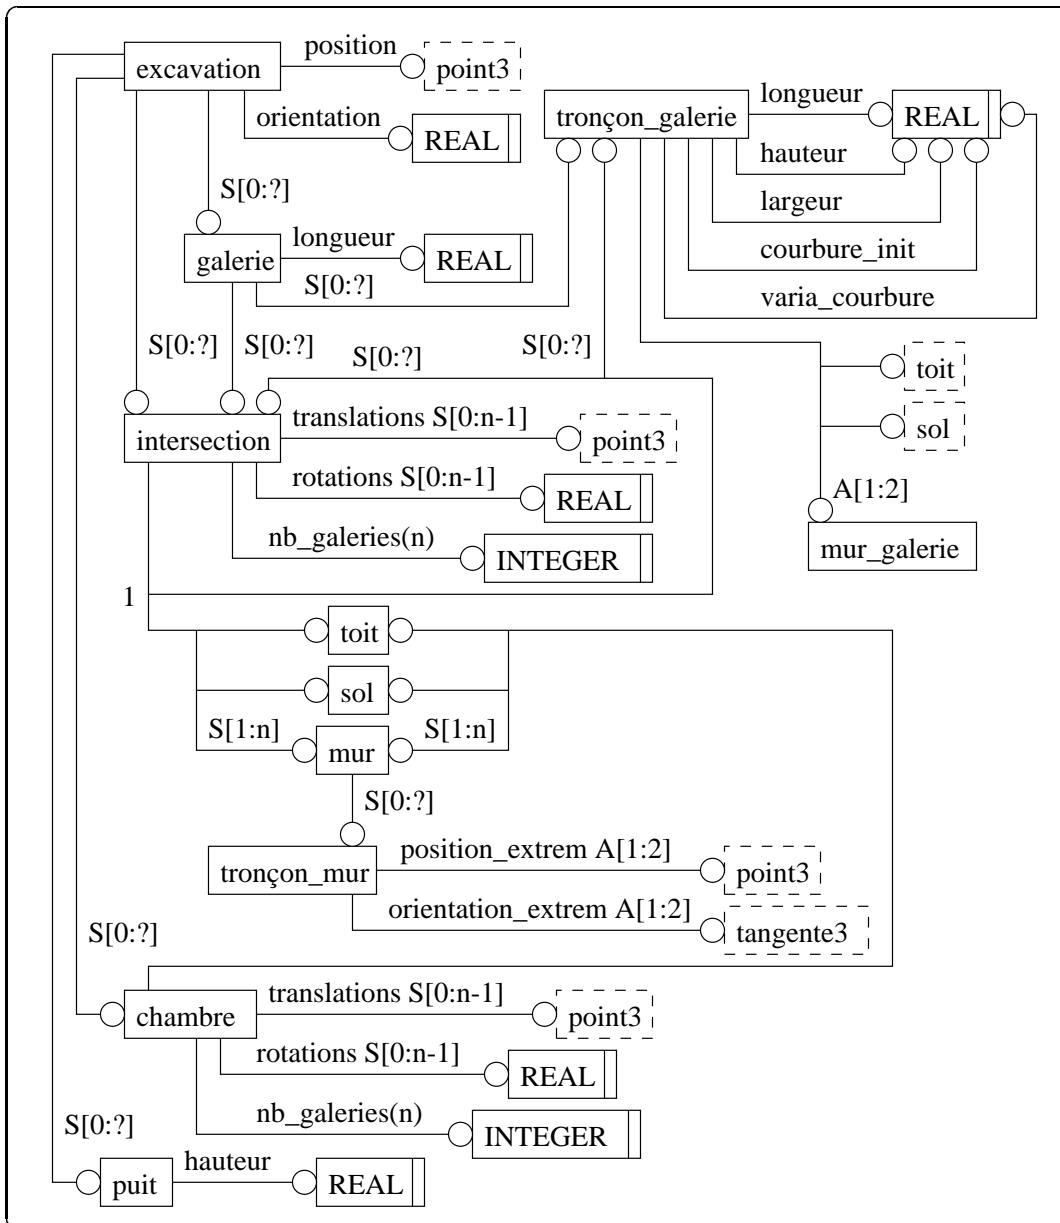 position
excavation
point3
longueur
orientation
tronçon_galerie
REAL
REAL
hauteur
S[0:?]
largeur
longueur
galerie
REAL
courbure_init
S[0:?]
varia_courbure
S[0:?]
S[0:?]
S[0:?]
S[0:?]
toit
translations S[0:n-1]
intersection
point3
sol
rotations S[0:n-1]
REAL
A[1:2]
nb_galeries(n)
INTEGER
mur_galerie
1
toit
sol
S[1:n]
S[1:n]
mur
S[0:?]
position_extrem A[1:2]
tronçon_mur
point3
orientation_extrem A[1:2]
S[0:?]
tangente3
translations S[0:n-1]
chambre
point3
rotations S[0:n-1]
REAL
nb_galeries(n)
S[0:?]
INTEGER
hauteur
puit
REAL